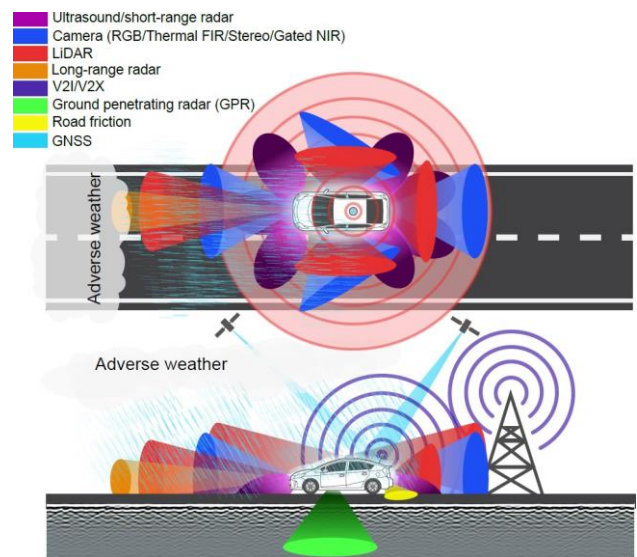 Ultrasound/short-range radar
Camera (RGB/Thermal FIR/Stereo/Gated NIR)
LiDAR
Long-range radar
V2I/V2X
Ground penetrating radar (GPR)
Road friction
GNSS
Adverse weather
Adverse weather